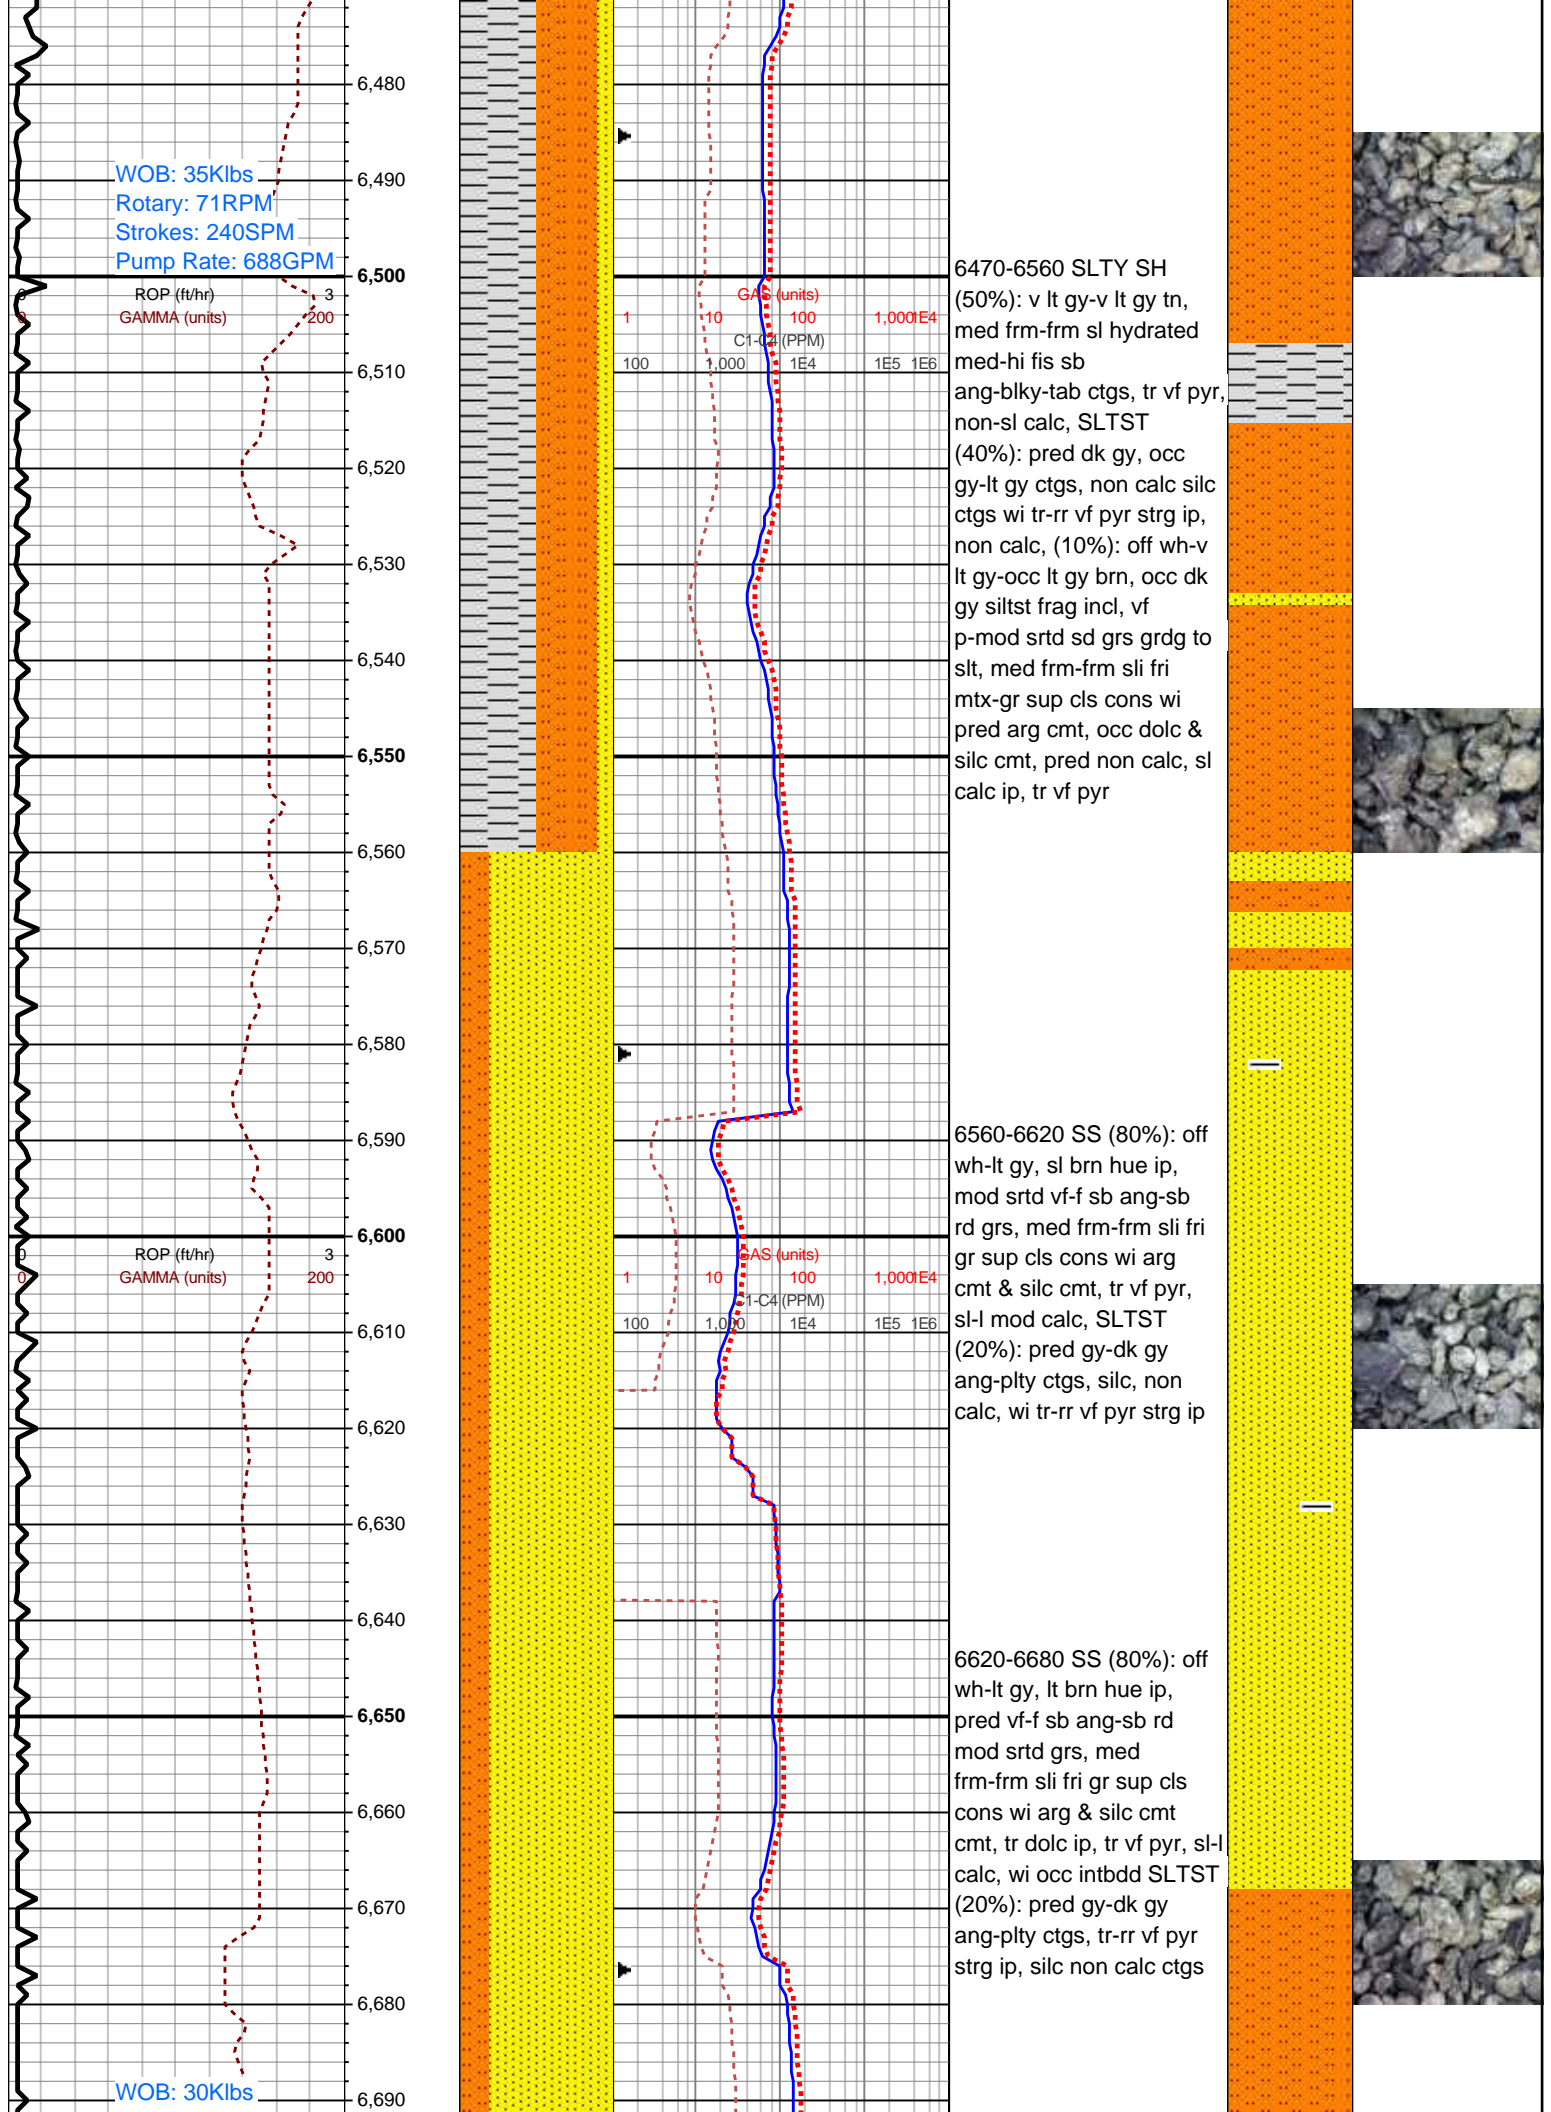 6,480
WOB: 35Klbs
6,490
Rotary: 71RPM
Strokes: 240SPM
Pump Rate: 688GPM
6,500
ROP (ft/hr) 3
0 GAMMA (units) 200
GAS (units)
1 10 100 1,000 1E4
C1-C4 (PPM)
100 1,000 1E4 1E5 1E6
6470-6560 SLTY SH
(50%): v lt gy-v lt gy tn,
med frm-frm sl hydrated
med-hi fis sb
ang-blky-tab ctgs, tr vf pyr,
non-sl calc, SLTST
(40%): pred dk gy, occ
gy-lt gy ctgs, non calc silc
ctgs wi tr-rr vf pyr strg ip,
non calc, (10%): off wh-v
lt gy-occ lt gy brn, occ dk
gy siltst frag incl, vf
p-mod srtd sd grs grdg to
slt, med frm-frm sli fri
mtx-gr sup cls cons wi
pred arg cmt, occ dolc &
silc cmt, pred non calc, sl
calc ip, tr vf pyr
6,510
6,520
6,530
6,540
6,550
6,560
6,570
6,580
6,590
6560-6620 SS (80%): off
wh-lt gy, sl brn hue ip,
mod srtd vf-f sb ang-sb
rd grs, med frm-frm sli fri
gr sup cls cons wi arg
cmt & silc cmt, tr vf pyr,
sl-l mod calc, SLTST
(20%): pred gy-dk gy
ang-plty ctgs, silc, non
calc, wi tr-rr vf pyr strg ip
6,600
0 ROP (ft/hr) 3
0 GAMMA (units) 200
GAS (units)
1 10 100 1,000 1E4
C1-C4 (PPM)
100 1,000 1E4 1E5 1E6
6,610
6,620
6,630
6,640
6620-6680 SS (80%): off
wh-lt gy, lt brn hue ip,
pred vf-f sb ang-sb rd
mod srtd grs, med
frm-frm sli fri gr sup cls
cons wi arg & silc cmt
cmt, tr dolc ip, tr vf pyr, sl-l
calc, wi occ intbdd SLTST
(20%): pred gy-dk gy
ang-plty ctgs, tr-rr vf pyr
strg ip, silc non calc ctgs
6,650
6,660
6,670
6,680
WOB: 30Klbs
6,690